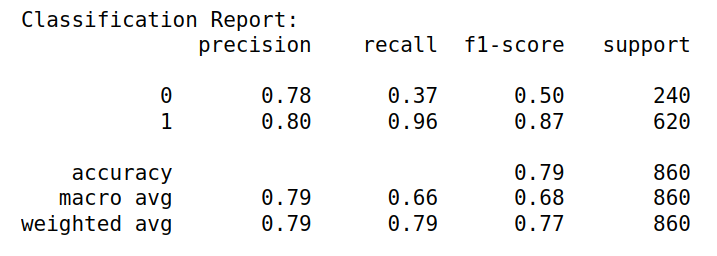 Classification Report:
precision recall f1-score support
0 0.78 0.37 0.50 240
1 0.80 0.96 0.87 620
accuracy 0.79 860
macro avg 0.79 0.66 0.68 860
weighted avg 0.79 0.79 0.77 860